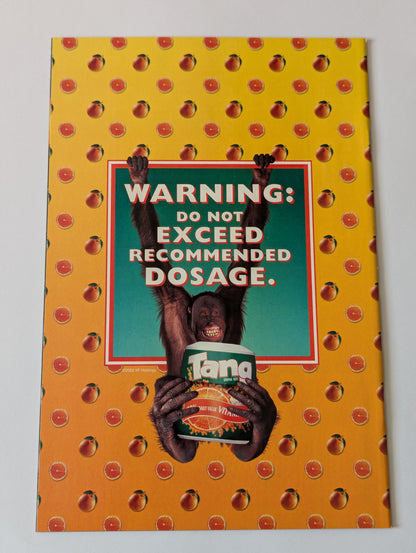 WARNING:
DO NOT
EXCEED
RECOMMENDED
DOSAGE.
Tang